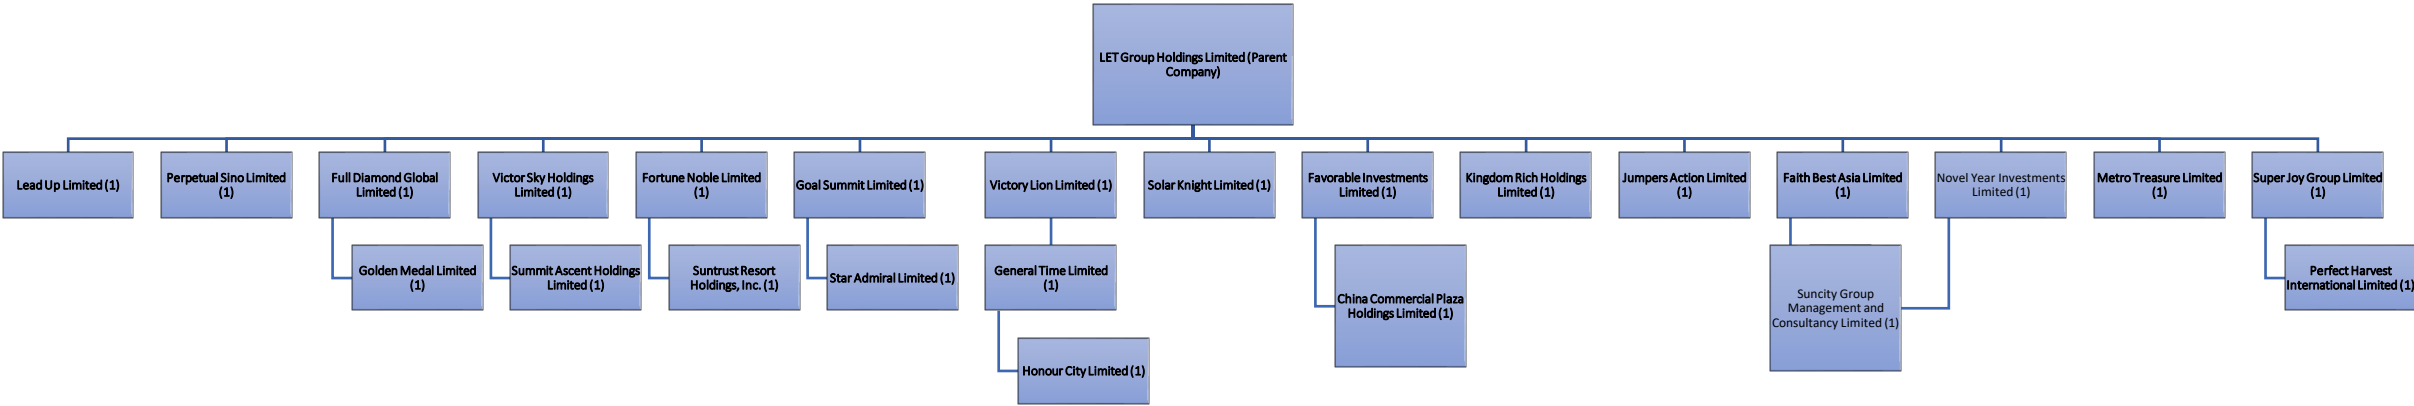 LET Group Holdings Limited (Parent
Company)
Lead Up Limited (1)
Perpetual Sino Limited
(1)
Full Diamond Global
Limited (1)
Victor Sky Holdings
Limited (1)
Fortune Noble Limited
(1)
Goal Summit Limited (1)
Victory Lion Limited (1)
Solar Knight Limited (1)
Favorable Investments
Limited (1)
Kingdom Rich Holdings
Limited (1)
Jumpers Action Limited
(1)
Faith Best Asia Limited
(1)
Novel Year Investments
Limited (1)
Metro Treasure Limited
(1)
Super Joy Group Limited
(1)
Golden Medal Limited
(1)
Summit Ascent Holdings
Limited (1)
Suntrust Resort
Holdings, Inc. (1)
Star Admiral Limited (1)
General Time Limited
(1)
China Commercial Plaza
Holdings Limited (1)
Suncity Group
Management and
Consultancy Limited (1)
Perfect Harvest
International Limited (1)
Honour City Limited (1)